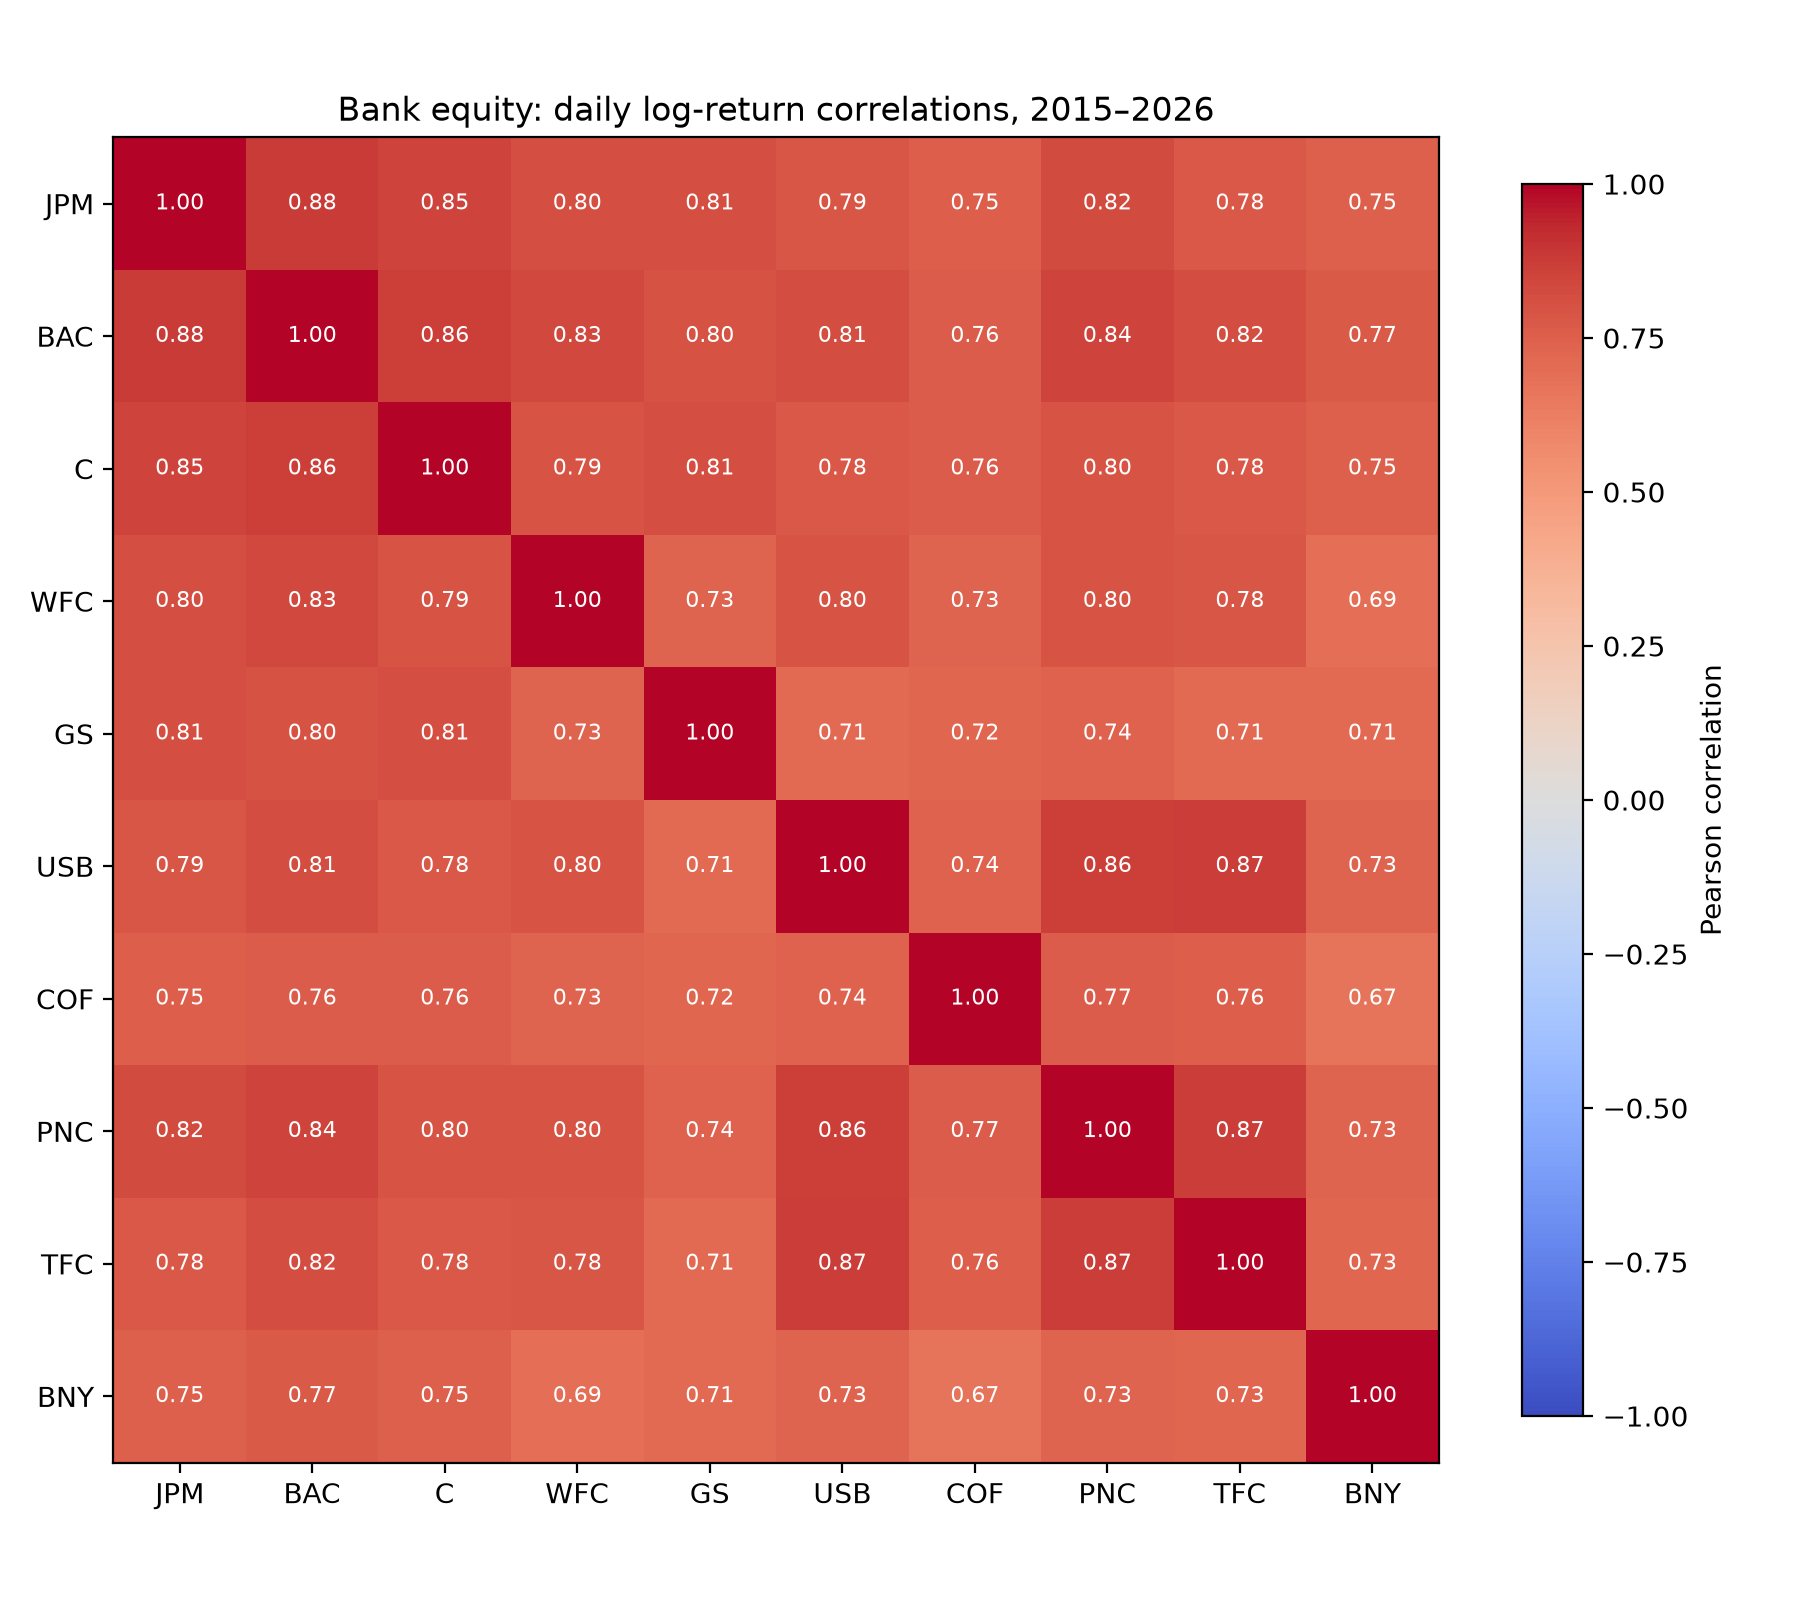 Bank equity: daily log-return correlations, 2015–2026
JPM 1.00 0.88 0.85 0.80 0.81 0.79 0.75 0.82 0.78 0.75
BAC 0.88 1.00 0.86 0.83 0.80 0.81 0.76 0.84 0.82 0.77
C 0.85 0.86 1.00 0.79 0.81 0.78 0.76 0.80 0.78 0.75
WFC 0.80 0.83 0.79 1.00 0.73 0.80 0.73 0.80 0.78 0.69
GS 0.81 0.80 0.81 0.73 1.00 0.71 0.72 0.74 0.71 0.71
USB 0.79 0.81 0.78 0.80 0.71 1.00 0.74 0.86 0.87 0.73
COF 0.75 0.76 0.76 0.73 0.72 0.74 1.00 0.77 0.76 0.67
PNC 0.82 0.84 0.80 0.80 0.74 0.86 0.77 1.00 0.87 0.73
TFC 0.78 0.82 0.78 0.78 0.71 0.87 0.76 0.87 1.00 0.73
BNY 0.75 0.77 0.75 0.69 0.71 0.73 0.67 0.73 0.73 1.00
JPM BAC C WFC GS USB COF PNC TFC BNY
1.00
0.75
0.50
0.25
0.00
−0.25
−0.50
−0.75
−1.00
Pearson correlation